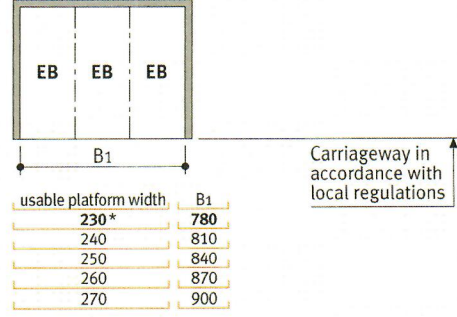 EB EB EB
B1
Carriageway in
accordance with
local regulations
usable platform width B1
230* 780
240 810
250 840
260 870
270 900